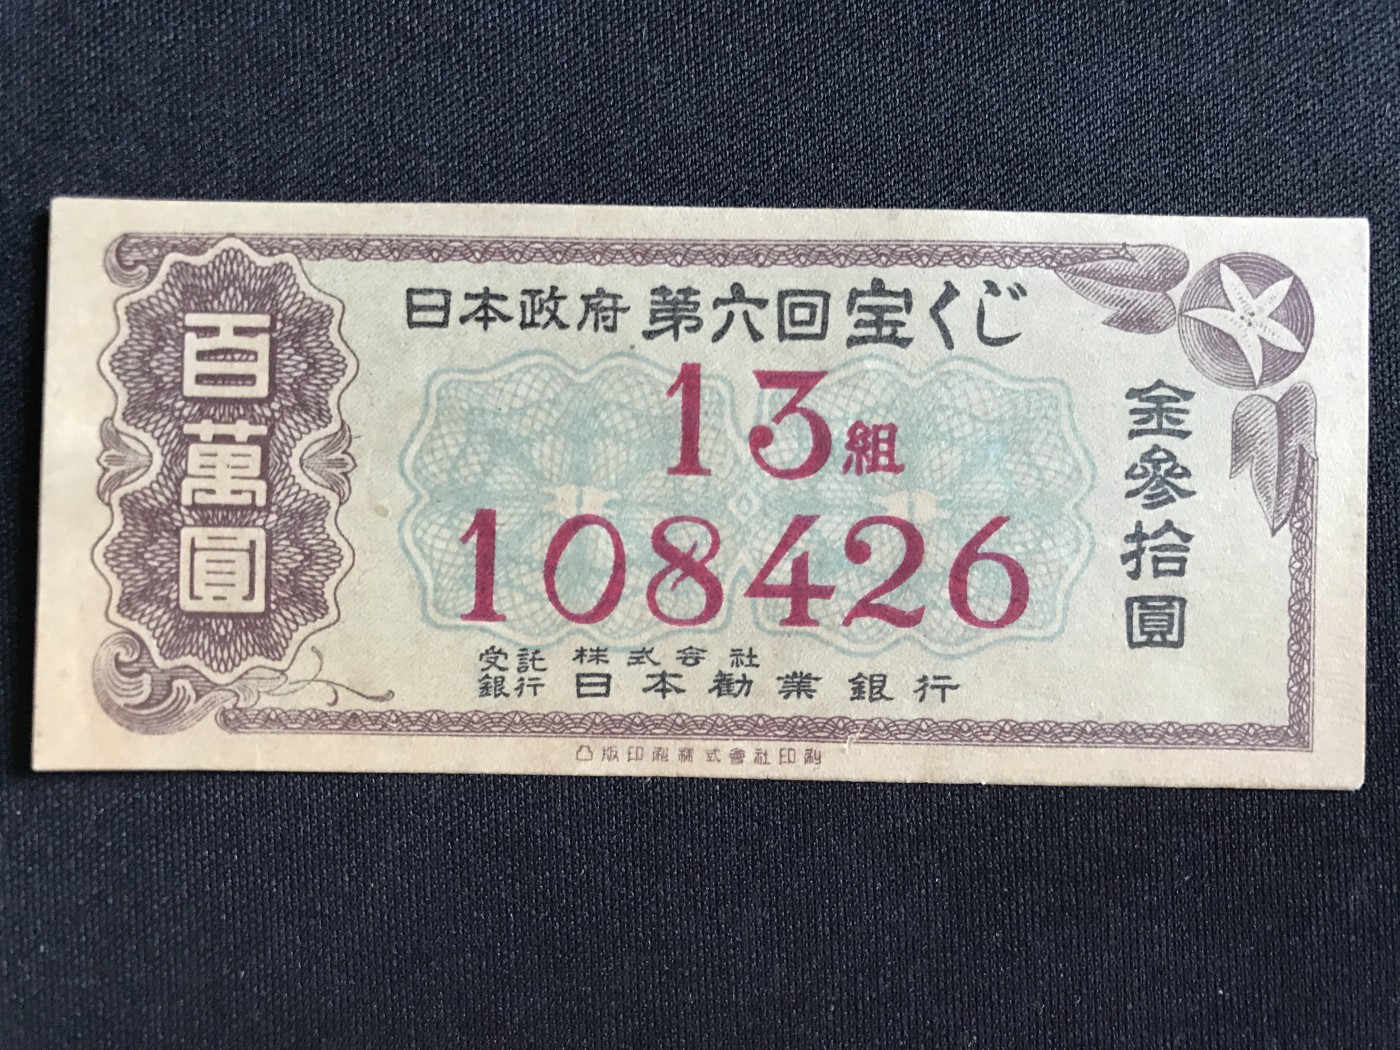 日本政府 第六回 宝くじ
百萬圓
13組
108426
金參拾圓
受託銀行 株式会社
日本勧業銀行
凸版印刷株式會社印刷